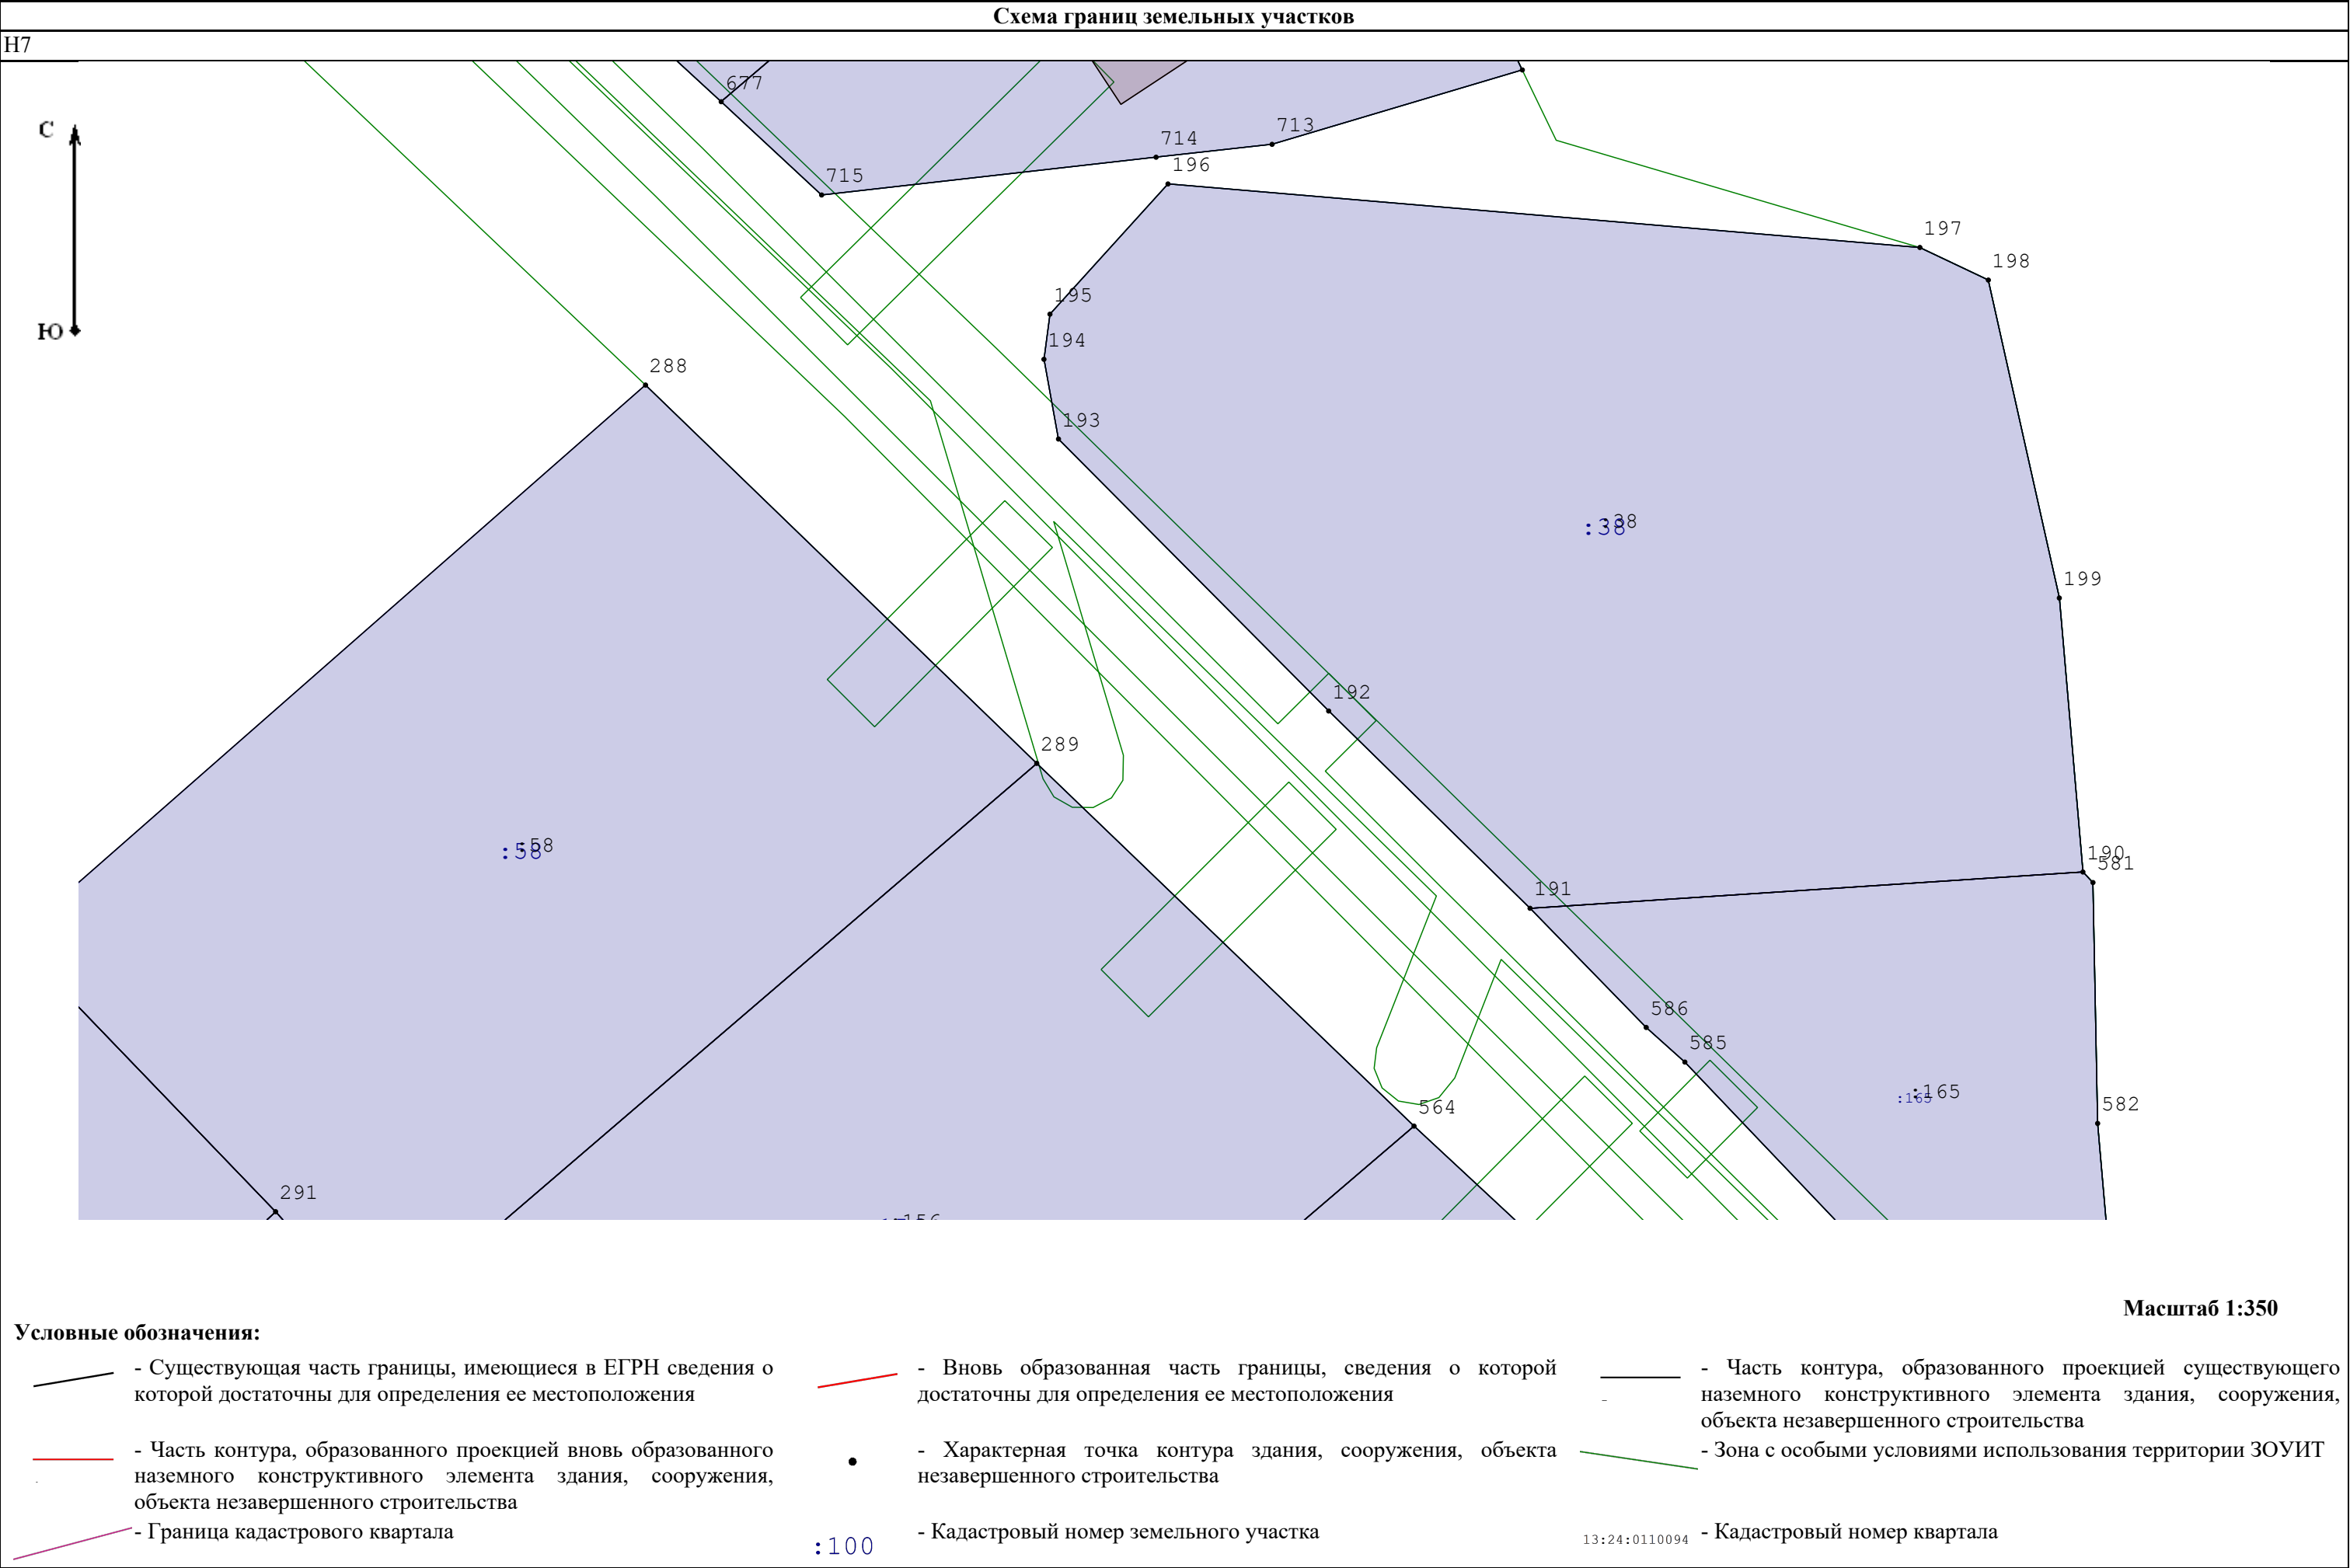 Схема границ земельных участков
Н7
677
С
714
713
196
715
197
198
195
Ю
194
288
193
:38
:38
199
192
289
:58
:58
190
581
191
586
585
:165
:165
582
564
291
Масштаб 1:350
Условные обозначения:
- Существующая часть границы, имеющиеся в ЕГРН сведения о
которой достаточны для определения ее местоположения
- Вновь образованная часть границы, сведения о которой
достаточны для определения ее местоположения
- Часть контура, образованного проекцией существующего
наземного конструктивного элемента здания, сооружения,
объекта незавершенного строительства
- Часть контура, образованного проекцией вновь образованного
наземного конструктивного элемента здания, сооружения,
объекта незавершенного строительства
- Характерная точка контура здания, сооружения, объекта
незавершенного строительства
- Зона с особыми условиями использования территории ЗОУИТ
- Граница кадастрового квартала
:100
- Кадастровый номер земельного участка
13:24:0110094
- Кадастровый номер квартала